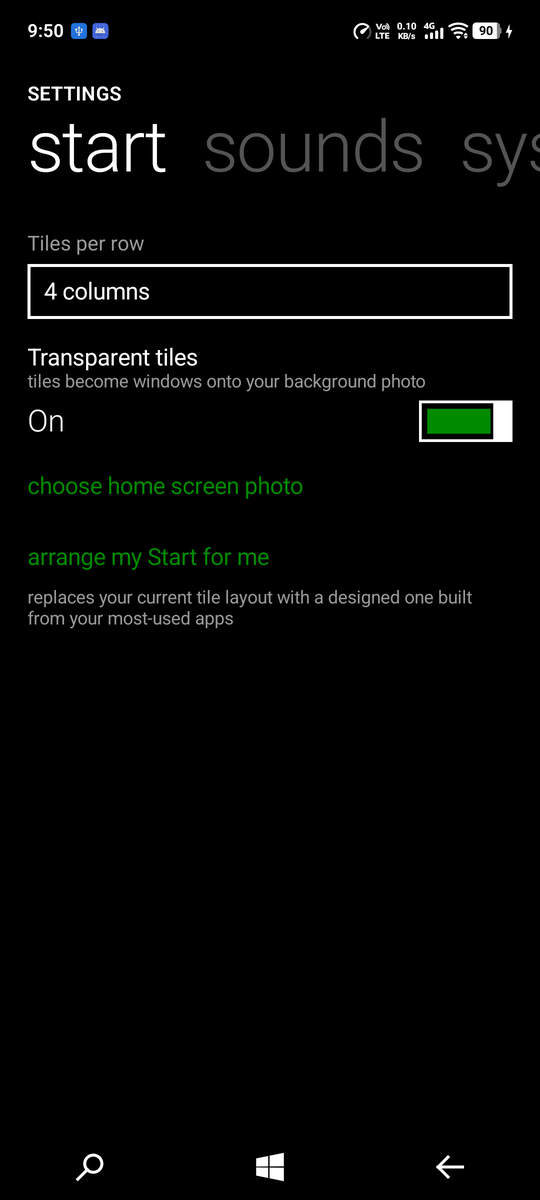 9:50
Vo)) 0.10 4G
LTE KB/s 90
SETTINGS
start sounds sys
Tiles per row
4 columns
Transparent tiles
tiles become windows onto your background photo
On
choose home screen photo
arrange my Start for me
replaces your current tile layout with a designed one built
from your most-used apps